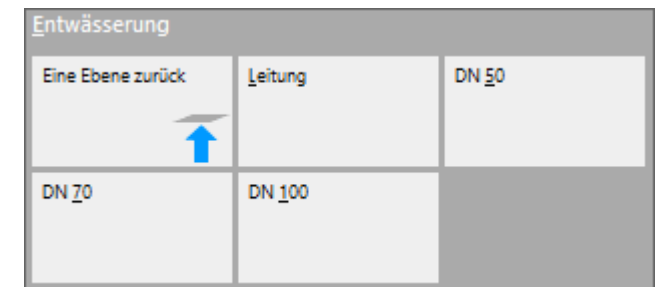 Entwässerung
Eine Ebene zurück
Leitung
DN 50
DN 70
DN 100